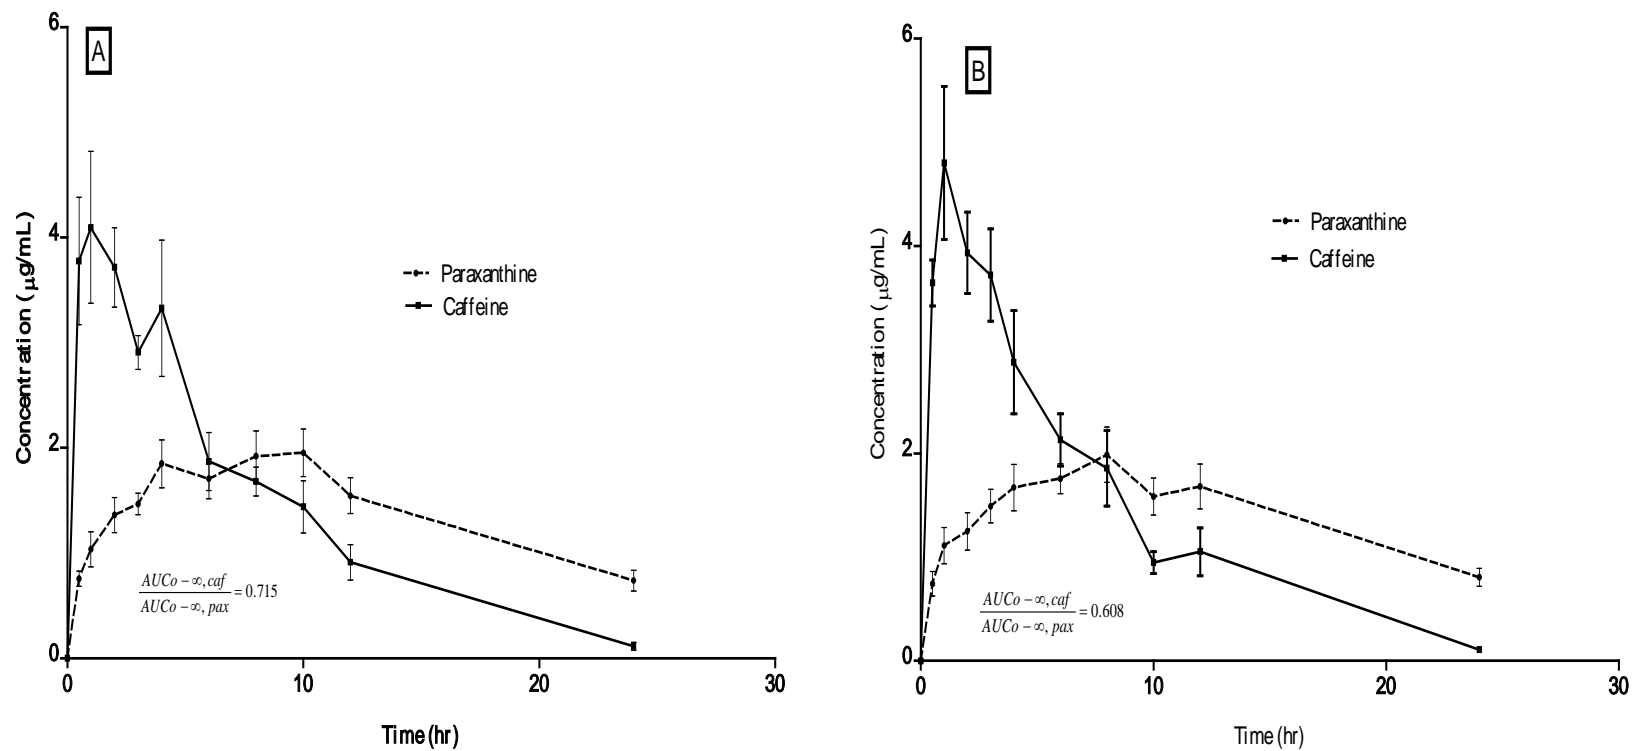 6
A
4
2
0
Concentration (μg/mL)
Paraxanthine
Caffeine
AUCo − ∞, caf
AUCo − ∞, pax
= 0.715
0
10
20
30
Time (hr)
6
B
4
2
0
Concentration (μg/mL)
Paraxanthine
Caffeine
AUCo − ∞, caf
AUCo − ∞, pax
= 0.608
0
10
20
30
Time (hr)